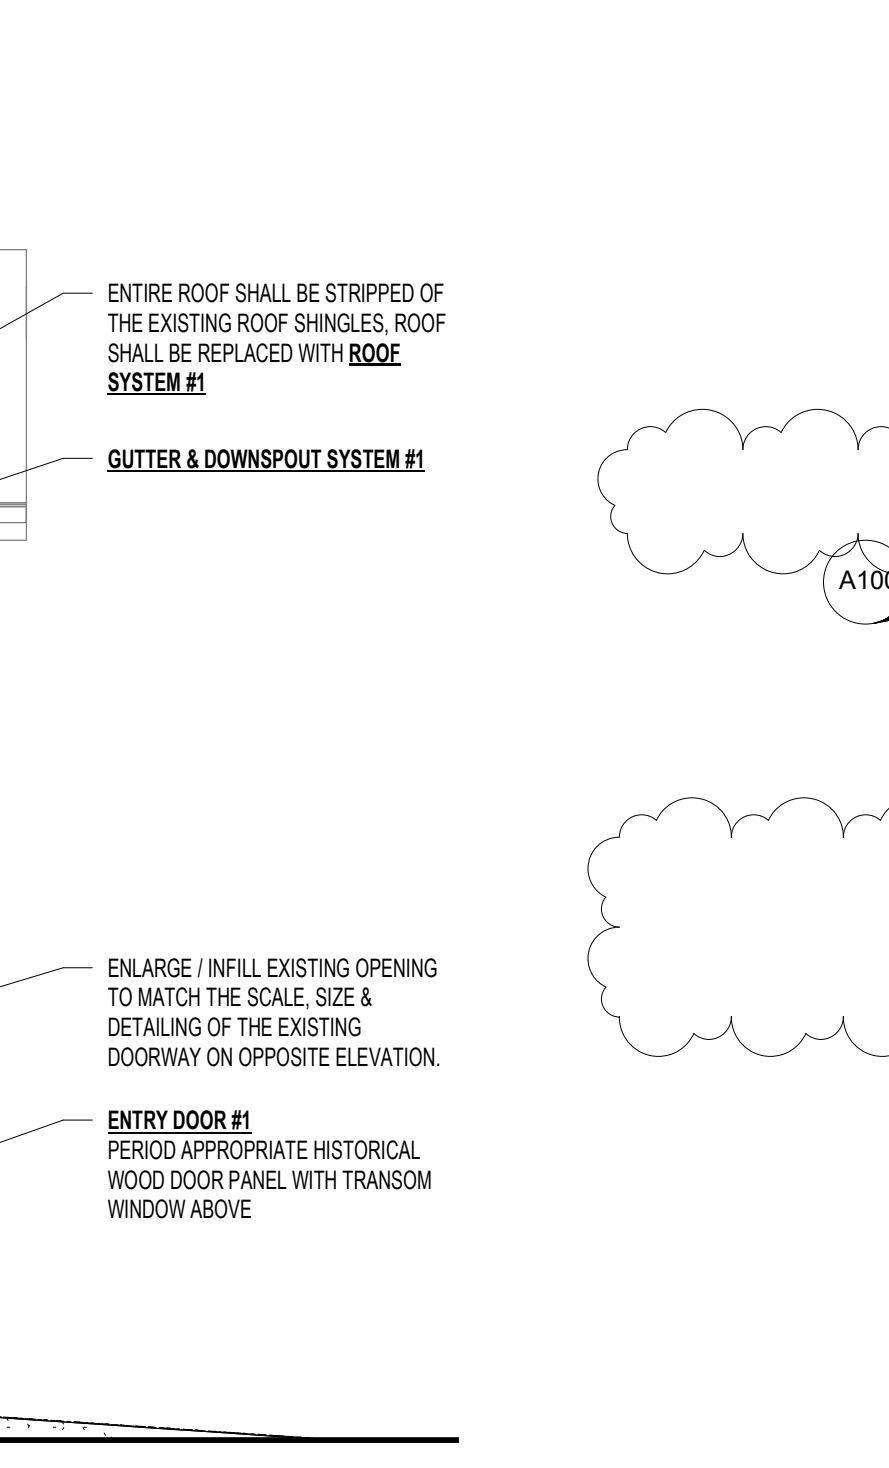 ENTIRE ROOF SHALL BE STRIPPED OF
THE EXISTING ROOF SHINGLES, ROOF
SHALL BE REPLACED WITH ROOF
SYSTEM #1
GUTTER & DOWNSPOUT SYSTEM #1
A100
ENLARGE / INFILL EXISTING OPENING
TO MATCH THE SCALE, SIZE &
DETAILING OF THE EXISTING
DOORWAY ON OPPOSITE ELEVATION.
ENTRY DOOR #1
PERIOD APPROPRIATE HISTORICAL
WOOD DOOR PANEL WITH TRANSOM
WINDOW ABOVE